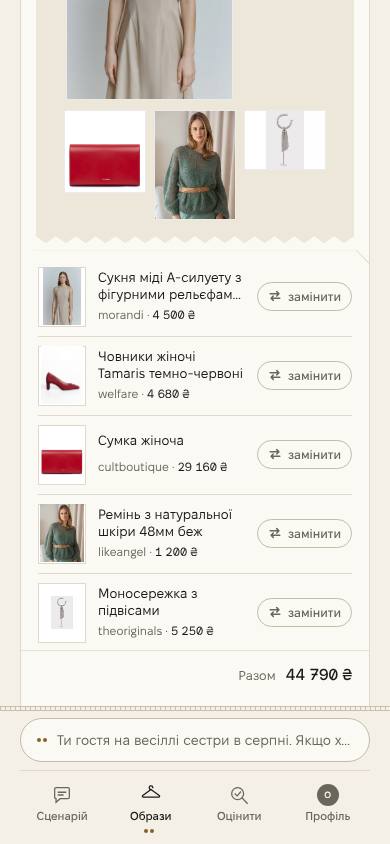 Сукня міді А-силуету з
фігурними рельєфам...
morandi · 4 500 ₴
замінити
Човники жіночі
Tamaris темно-червоні
welfare · 4 680 ₴
замінити
Сумка жіноча
cultboutique · 29 160 ₴
замінити
Ремінь з натуральної
шкіри 48мм беж
likeangel · 1 200 ₴
замінити
Моносережка з
підвісами
theoriginals · 5 250 ₴
замінити
Разом 44 790 ₴
Ти гостя на весіллі сестри в серпні. Якщо х...
Сценарій
Образи
Оцінити
О
Профіль